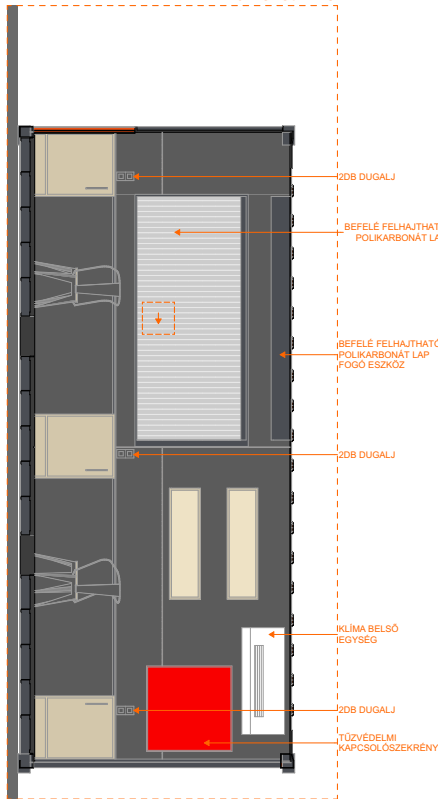 2DB DUGALJ
BEFELÉ FELHAJTHAT
POLIKARBONÁT LA
BEFELÉ FELHAJTHATÓ
POLIKARBONÁT LAP
FOGÓ ESZKÖZ
2DB DUGALJ
KLÍMA BELSŐ
EGYSÉG
2DB DUGALJ
TŰZVÉDELMI
KAPCSOLÓSZEKRÉNY